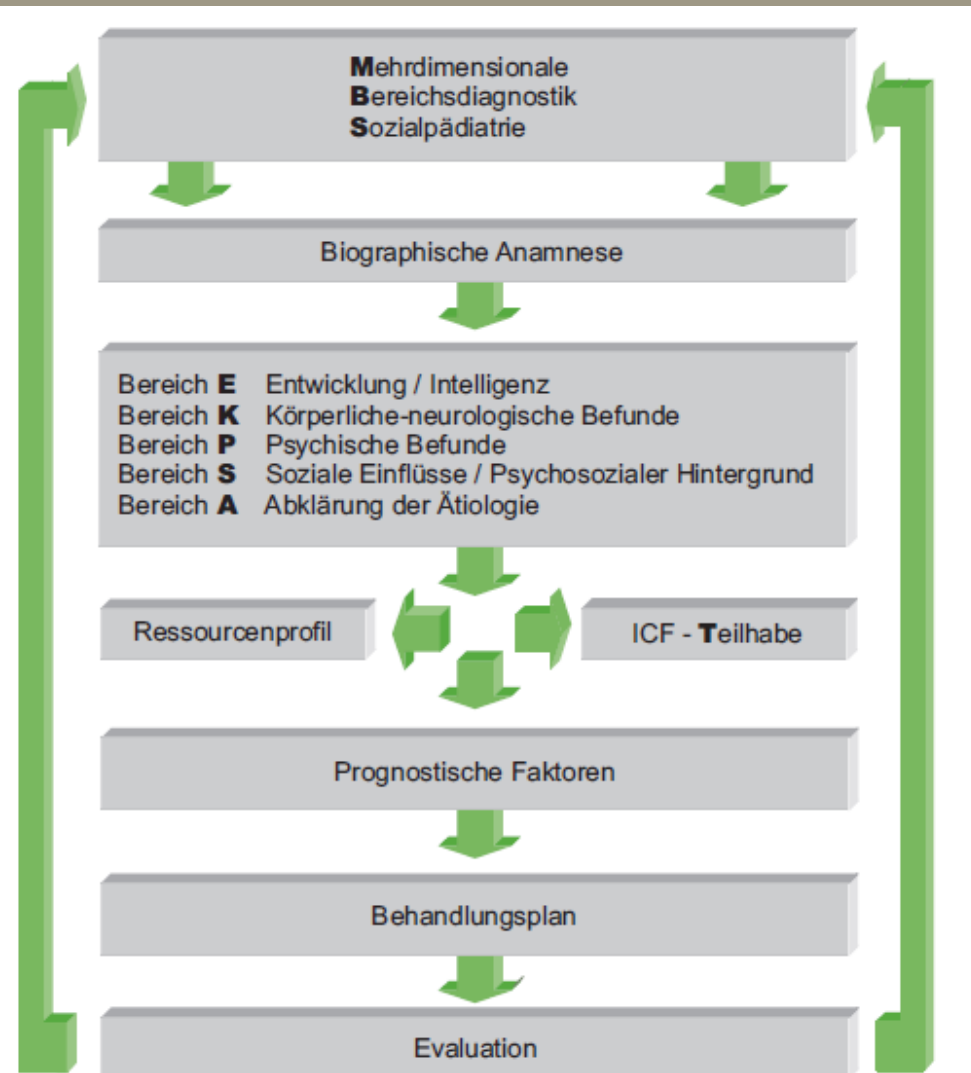 Mehrdimensionale
Bereichsdiagnostik
Sozialpädiatrie
Biographische Anamnese
Bereich E Entwicklung / Intelligenz
Bereich K Körperliche-neurologische Befunde
Bereich P Psychische Befunde
Bereich S Soziale Einflüsse / Psychosozialer Hintergrund
Bereich A Abklärung der Ätiologie
Ressourcenprofil
ICF - Teilhabe
Prognostische Faktoren
Behandlungsplan
Evaluation